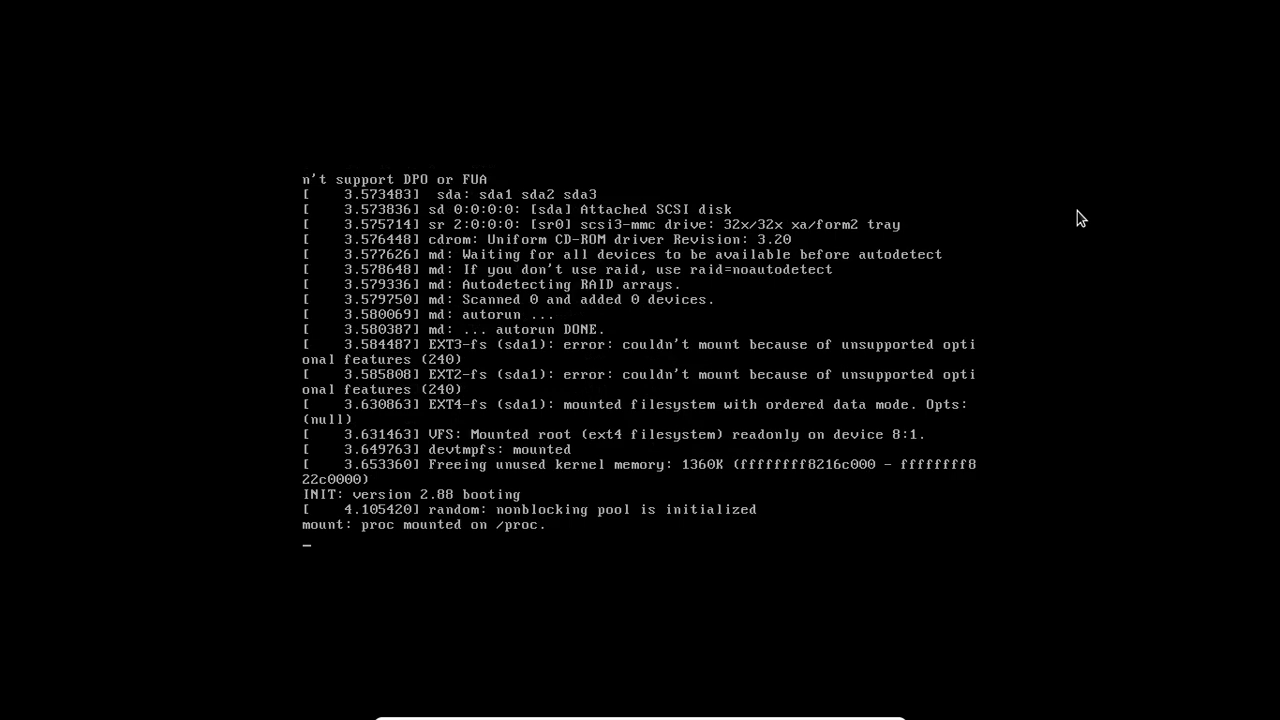 n't support DPO or FUA
[    3.573483]  sda: sda1 sda2 sda3
[    3.573836] sd 0:0:0:0: [sda] Attached SCSI disk
[    3.575714] sr 2:0:0:0: [sr0] scsi3-mmc drive: 32x/32x xa/form2 tray
[    3.576448] cdrom: Uniform CD-ROM driver Revision: 3.20
[    3.577626] md: Waiting for all devices to be available before autodetect
[    3.578648] md: If you don't use raid, use raid=noautodetect
[    3.579336] md: Autodetecting RAID arrays.
[    3.579750] md: Scanned 0 and added 0 devices.
[    3.580069] md: autorun ...
[    3.580387] md: ... autorun DONE.
[    3.584487] EXT3-fs (sda1): error: couldn't mount because of unsupported opti
onal features (240)
[    3.585808] EXT2-fs (sda1): error: couldn't mount because of unsupported opti
onal features (240)
[    3.630863] EXT4-fs (sda1): mounted filesystem with ordered data mode. Opts:
(null)
[    3.631463] VFS: Mounted root (ext4 filesystem) readonly on device 8:1.
[    3.649763] devtmpfs: mounted
[    3.653360] Freeing unused kernel memory: 1360K (ffffffff8216c000 - ffffffff8
22c0000)
INIT: version 2.88 booting
[    4.105420] random: nonblocking pool is initialized
mount: proc mounted on /proc.
_